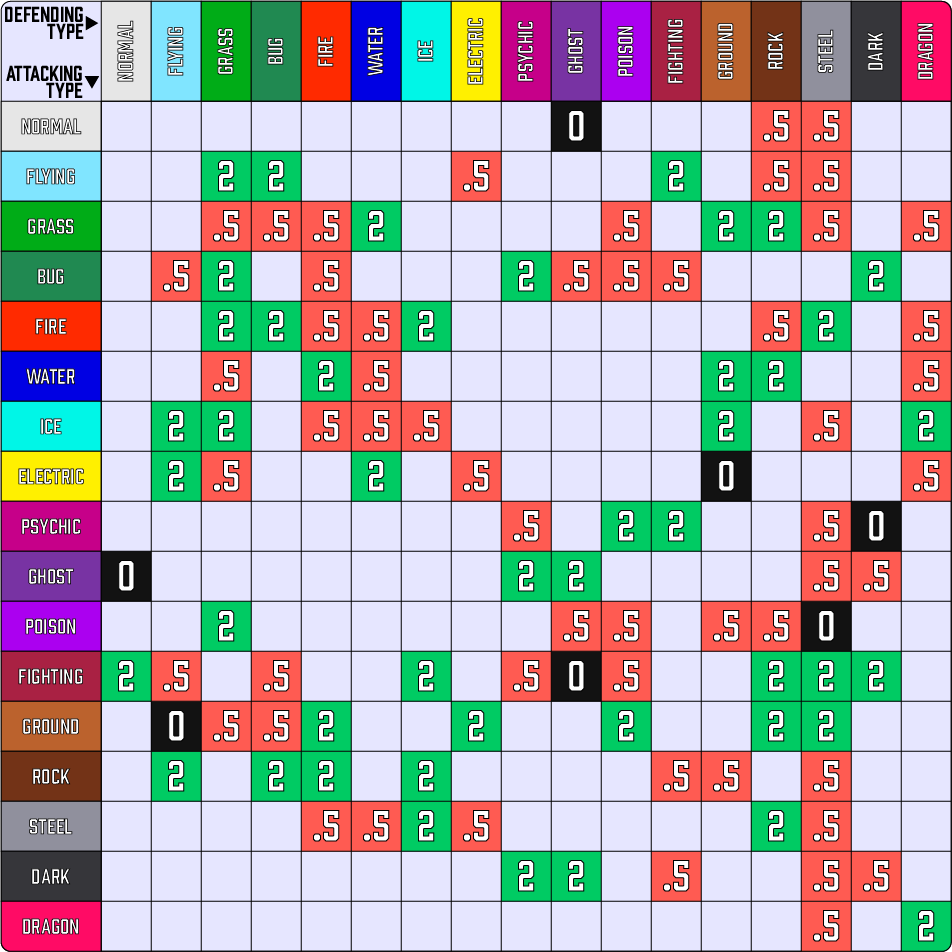 DEFENDING TYPE ▶
ATTACKING TYPE ▼
NORMAL FLYING GRASS BUG FIRE WATER ICE ELECTRIC PSYCHIC GHOST POISON FIGHTING GROUND ROCK STEEL DARK DRAGON
NORMAL 0 .5 .5
FLYING 2 2 .5 2 .5 .5
GRASS .5 .5 .5 2 .5 2 2 .5 .5
BUG .5 2 .5 2 .5 .5 .5 2
FIRE 2 2 .5 .5 2 .5 2 .5
WATER .5 2 .5 2 2 .5
ICE 2 2 .5 .5 .5 2 .5 2
ELECTRIC 2 .5 2 .5 0 .5
PSYCHIC .5 2 2 .5 0
GHOST 0 2 2 .5 .5
POISON 2 .5 .5 .5 .5 0
FIGHTING 2 .5 .5 2 .5 0 .5 2 2 2
GROUND 0 .5 .5 2 2 2 2 2
ROCK 2 2 2 2 .5 .5 .5
STEEL .5 .5 2 .5 2 .5
DARK 2 2 .5 .5 .5
DRAGON .5 2